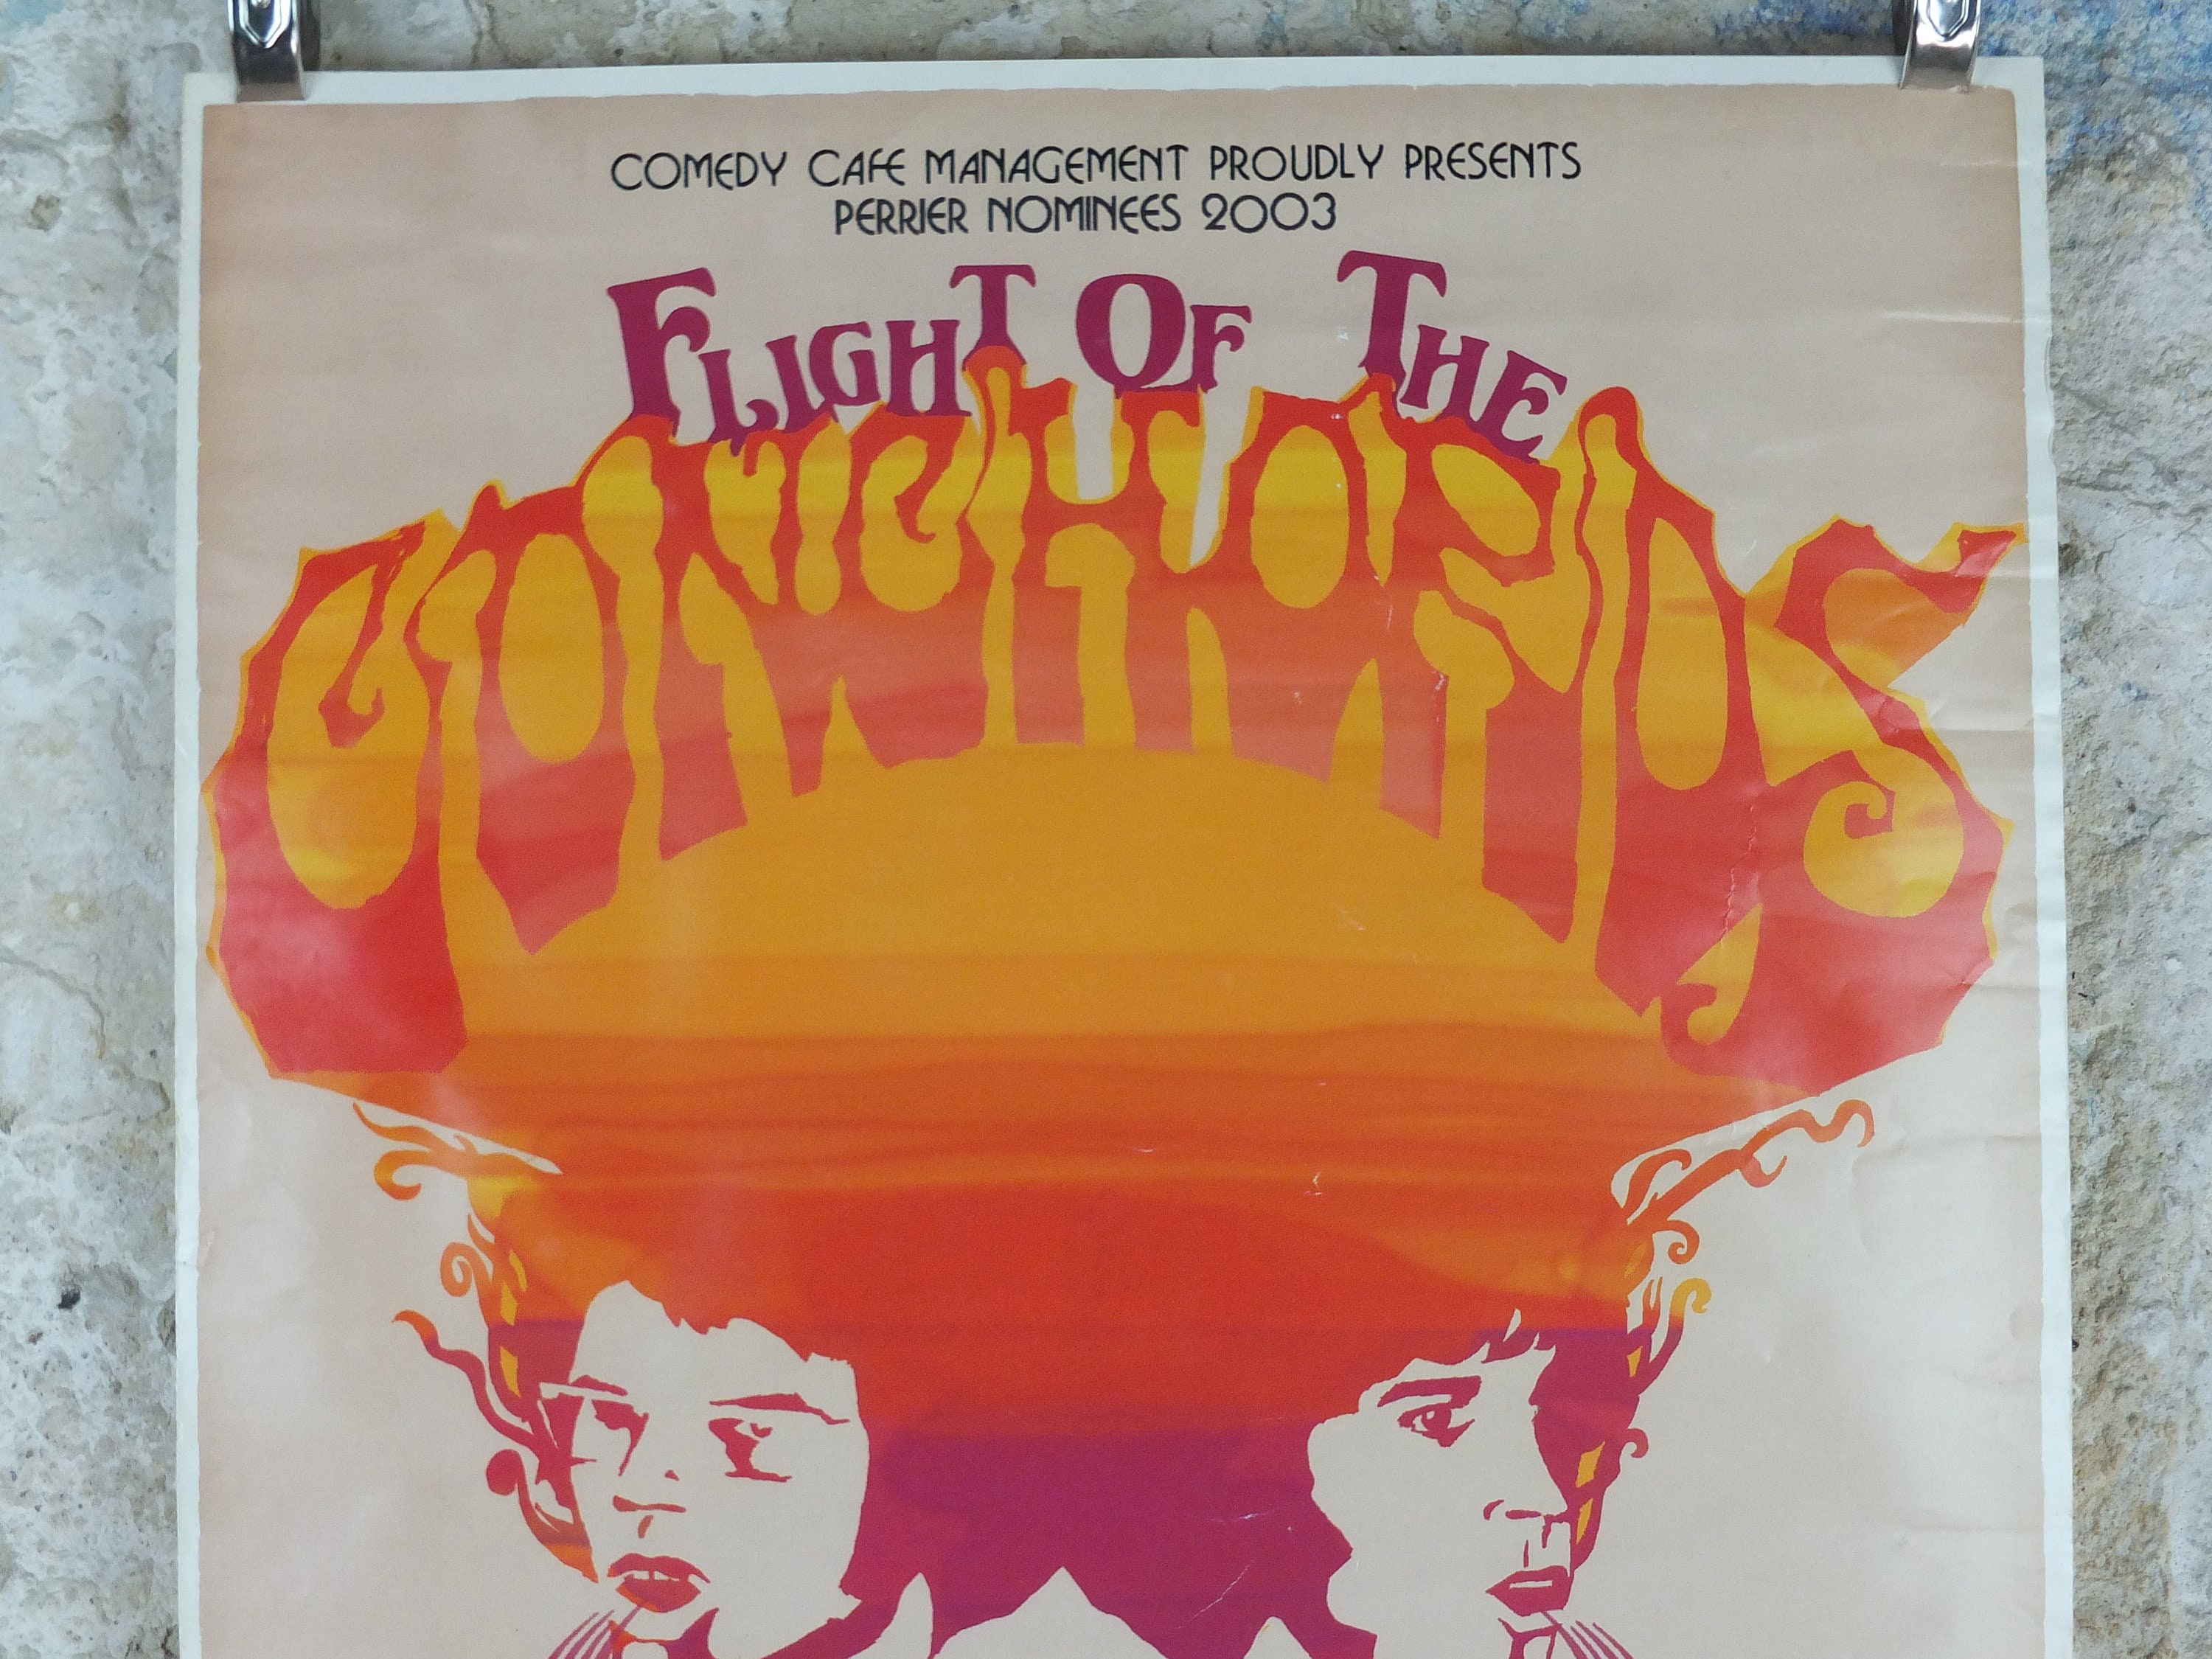 COMEDY CAFE MANAGEMENT PROUDLY PRESENTS
PERRIER NOMINEES 2003
FLIGHT OF THE
CONCHORDS